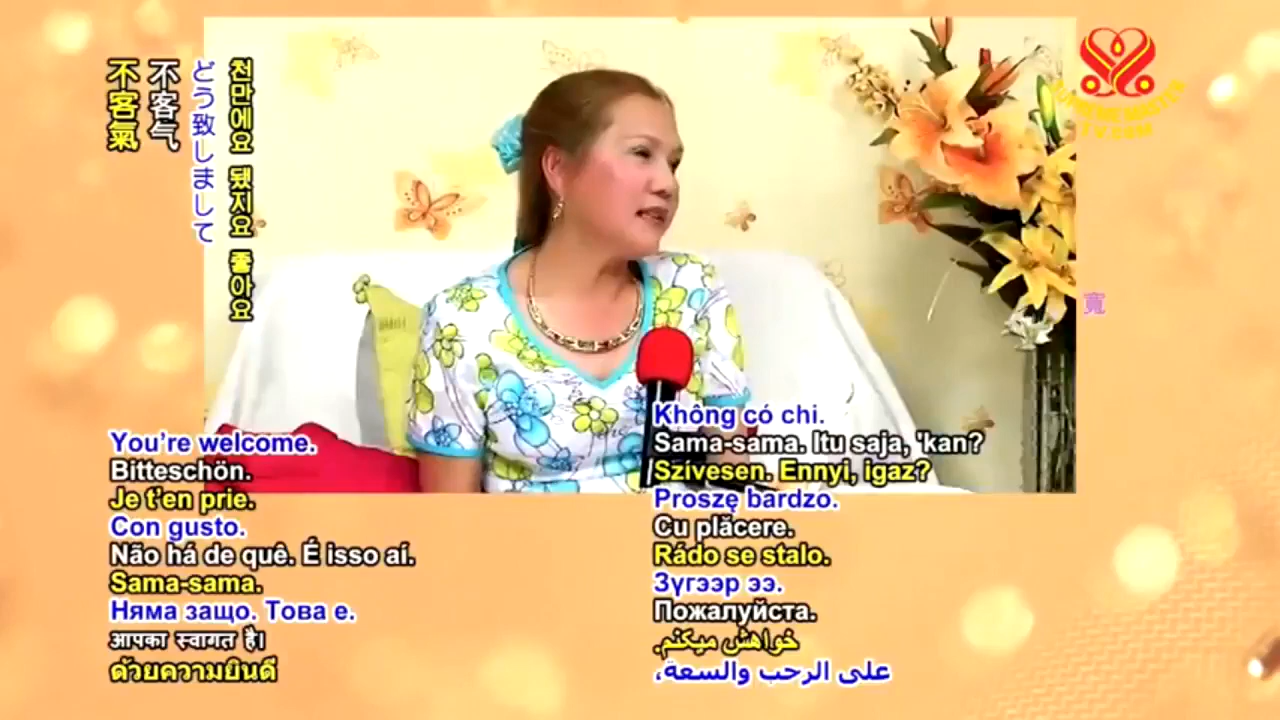 不客氣
不客气
どう致しまして
천만에요 됐지요 좋아요
SUPREME MASTER
TV.COM
寬
You're welcome.
Bitteschön.
Je t'en prie.
Con gusto.
Não há de quê. É isso aí.
Sama-sama.
Няма защо. Това е.
आपका स्वागत है।
ด้วยความยินดี
Không có chi.
Sama-sama. Itu saja, 'kan?
Szívesen. Ennyi, igaz?
Proszę bardzo.
Cu plăcere.
Rádo se stalo.
Зүгээр ээ.
Пожалуйста.
خواهش میکنم.
على الرحب والسعة،